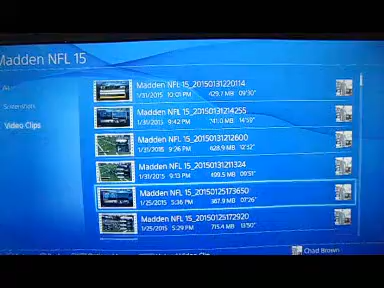 Madden NFL 15
All
Screenshots
Video Clips
Madden NFL 15_20150131220114
1/31/2015 10:01 PM 429.7 MB 09'30"
Madden NFL 15_20150131214255
1/31/2015 9:42 PM 741.0 MB 14'59"
Madden NFL 15_20150131212600
1/31/2015 9:26 PM 628.9 MB 12'52"
Madden NFL 15_20150131211324
1/31/2015 9:13 PM 499.5 MB 09'51"
Madden NFL 15_20150125173650
1/25/2015 5:36 PM 367.9 MB 07'26"
Madden NFL 15_20150125172920
1/25/2015 5:29 PM 715.4 MB 13'50"
Chad Brown